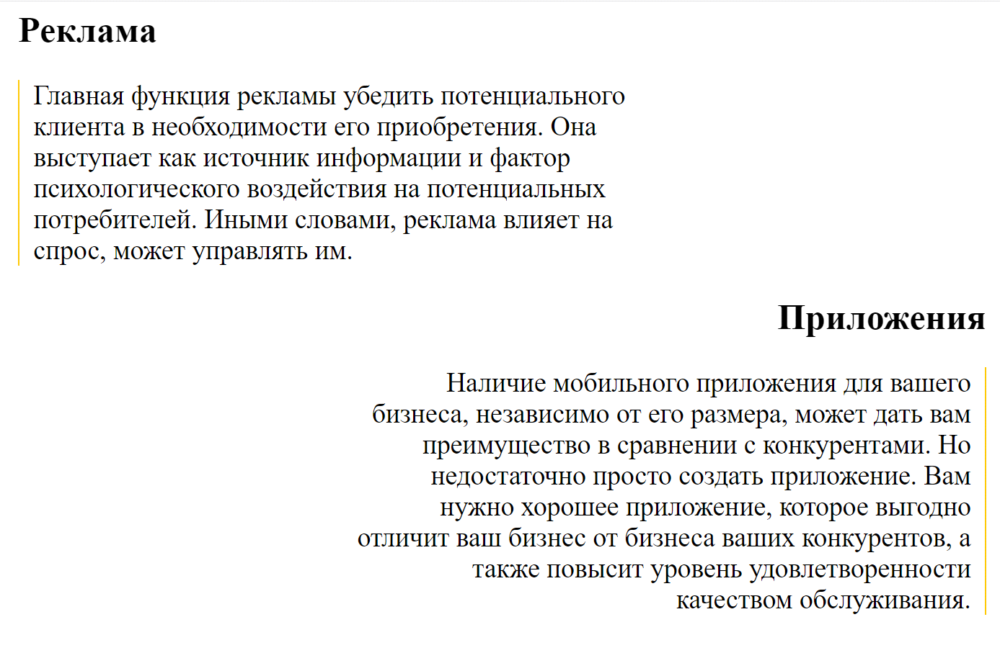 Реклама
Главная функция рекламы убедить потенциального
клиента в необходимости его приобретения. Она
выступает как источник информации и фактор
психологического воздействия на потенциальных
потребителей. Иными словами, реклама влияет на
спрос, может управлять им.
Приложения
Наличие мобильного приложения для вашего
бизнеса, независимо от его размера, может дать вам
преимущество в сравнении с конкурентами. Но
недостаточно просто создать приложение. Вам
нужно хорошее приложение, которое выгодно
отличит ваш бизнес от бизнеса ваших конкурентов, а
также повысит уровень удовлетворенности
качеством обслуживания.